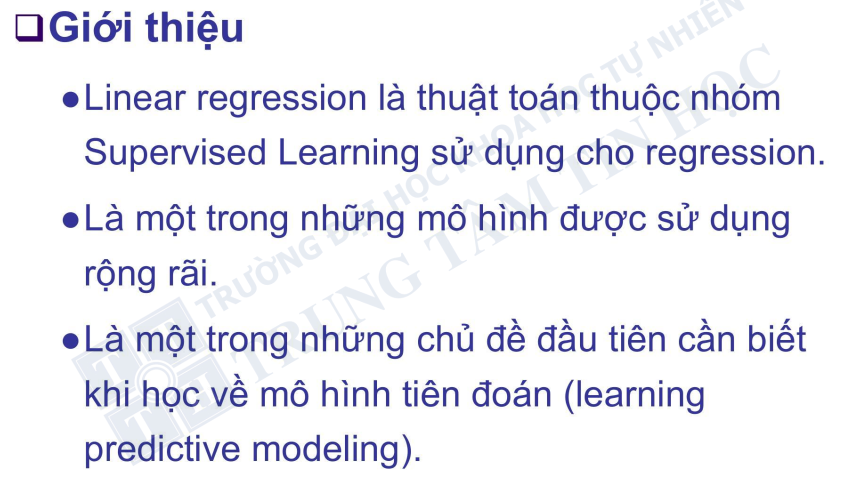 ❑Giới thiệu
●Linear regression là thuật toán thuộc nhóm
Supervised Learning sử dụng cho regression.
●Là một trong những mô hình được sử dụng
rộng rãi.
●Là một trong những chủ đề đầu tiên cần biết
khi học về mô hình tiên đoán (learning
predictive modeling).
TRƯỜNG ĐẠI HỌC KHOA HỌC TỰ NHIÊN
TRUNG TÂM TIN HỌC